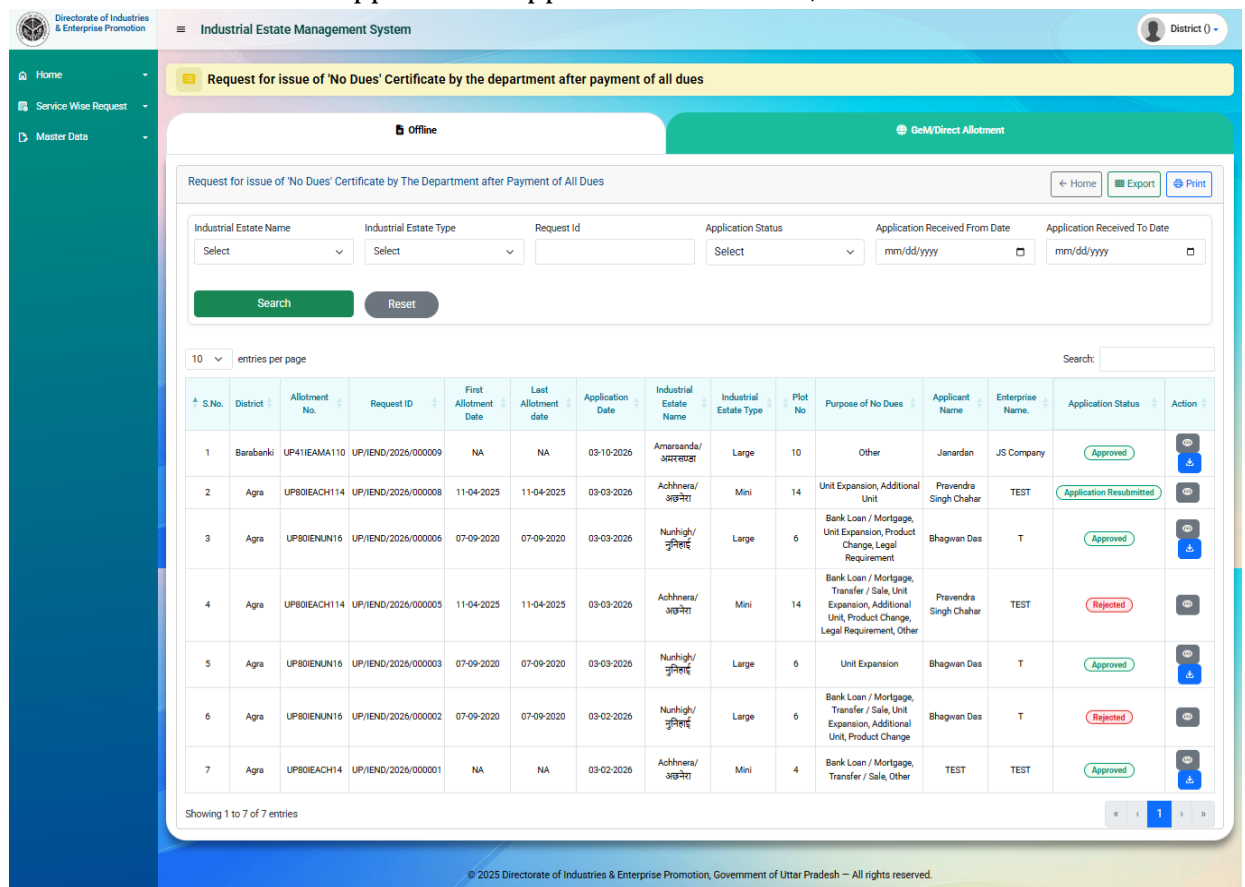 Directorate of Industries
& Enterprise Promotion
Industrial Estate Management System
District ()
Home
Service Wise Request
Master Data
Request for issue of 'No Dues' Certificate by the department after payment of all dues
Offline
GeM/Direct Allotment
Request for issue of 'No Dues' Certificate by The Department after Payment of All Dues
Home Export Print
Industrial Estate Name Industrial Estate Type Request Id Application Status Application Received From Date Application Received To Date
Select Select Select mm/dd/yyyy mm/dd/yyyy
Search Reset
10 entries per page Search:
S.No. District Allotment No. Request ID First Allotment Date Last Allotment date Application Date Industrial Estate Name Industrial Estate Type Plot No Purpose of No Dues Applicant Name Enterprise Name. Application Status Action
1 Barabanki UP41IEAMA110 UP/IEND/2026/000009 NA NA 03-10-2026 Amarsanda/ अमरसण्डा Large 10 Other Janardan JS Company Approved
2 Agra UP80IEACH114 UP/IEND/2026/000008 11-04-2025 11-04-2025 03-03-2026 Achhnera/ अछनेरा Mini 14 Unit Expansion, Additional Unit Pravendra Singh Chahar TEST Application Resubmitted
3 Agra UP80IENUN16 UP/IEND/2026/000006 07-09-2020 07-09-2020 03-03-2026 Nunhigh/ नुनिहाई Large 6 Bank Loan / Mortgage, Unit Expansion, Product Change, Legal Requirement Bhagwan Das T Approved
4 Agra UP80IEACH114 UP/IEND/2026/000005 11-04-2025 11-04-2025 03-03-2026 Achhnera/ अछनेरा Mini 14 Bank Loan / Mortgage, Transfer / Sale, Unit Expansion, Additional Unit, Product Change, Legal Requirement, Other Pravendra Singh Chahar TEST Rejected
5 Agra UP80IENUN16 UP/IEND/2026/000003 07-09-2020 07-09-2020 03-03-2026 Nunhigh/ नुनिहाई Large 6 Unit Expansion Bhagwan Das T Approved
6 Agra UP80IENUN16 UP/IEND/2026/000002 07-09-2020 07-09-2020 03-02-2026 Nunhigh/ नुनिहाई Large 6 Bank Loan / Mortgage, Transfer / Sale, Unit Expansion, Additional Unit, Product Change Bhagwan Das T Rejected
7 Agra UP80IEACH14 UP/IEND/2026/000001 NA NA 03-02-2026 Achhnera/ अछनेरा Mini 4 Bank Loan / Mortgage, Transfer / Sale, Other TEST TEST Approved
Showing 1 to 7 of 7 entries « ‹ 1 › »
© 2025 Directorate of Industries & Enterprise Promotion, Government of Uttar Pradesh — All rights reserved.